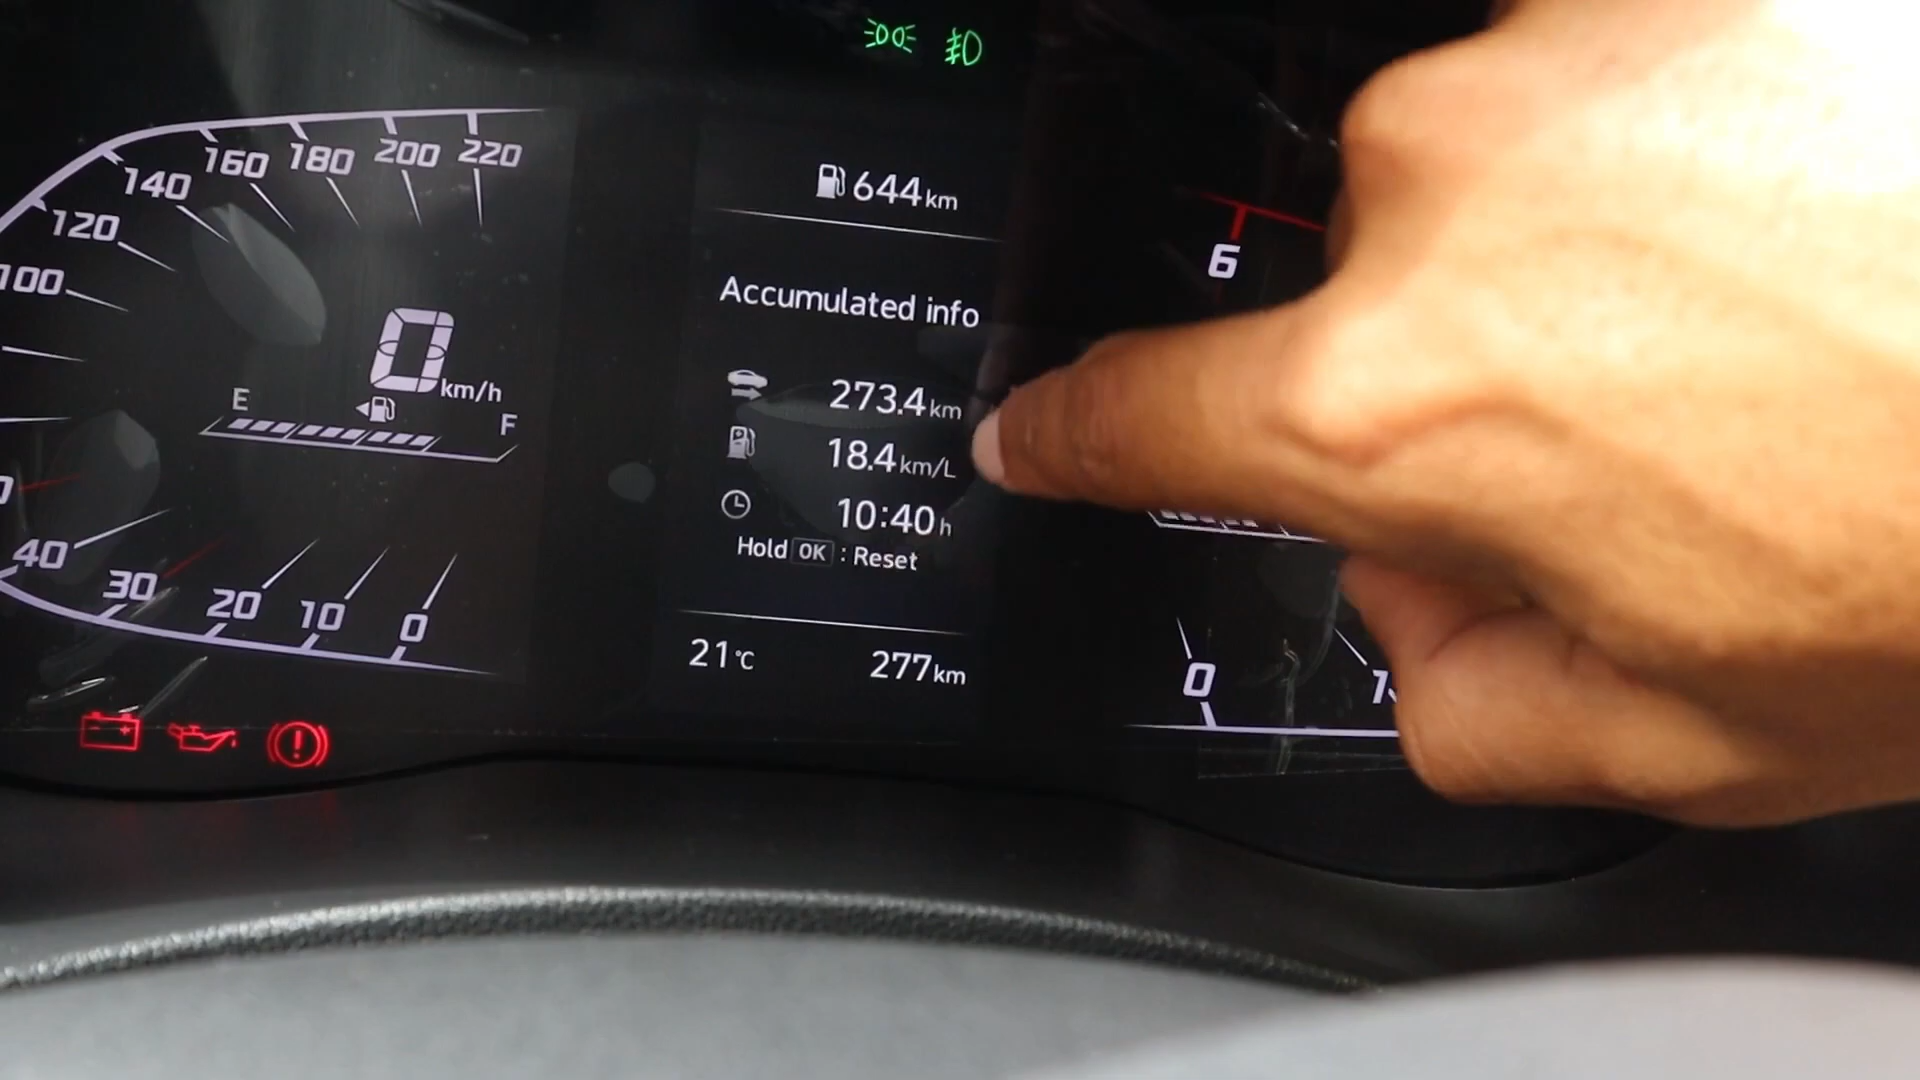 644 km
Accumulated info
273.4 km
18.4 km/L
10:40 h
Hold OK : Reset
21°C
277 km
220
200
180
160
140
120
100
40
30
20
10
0
0 km/h
E
F
6
0